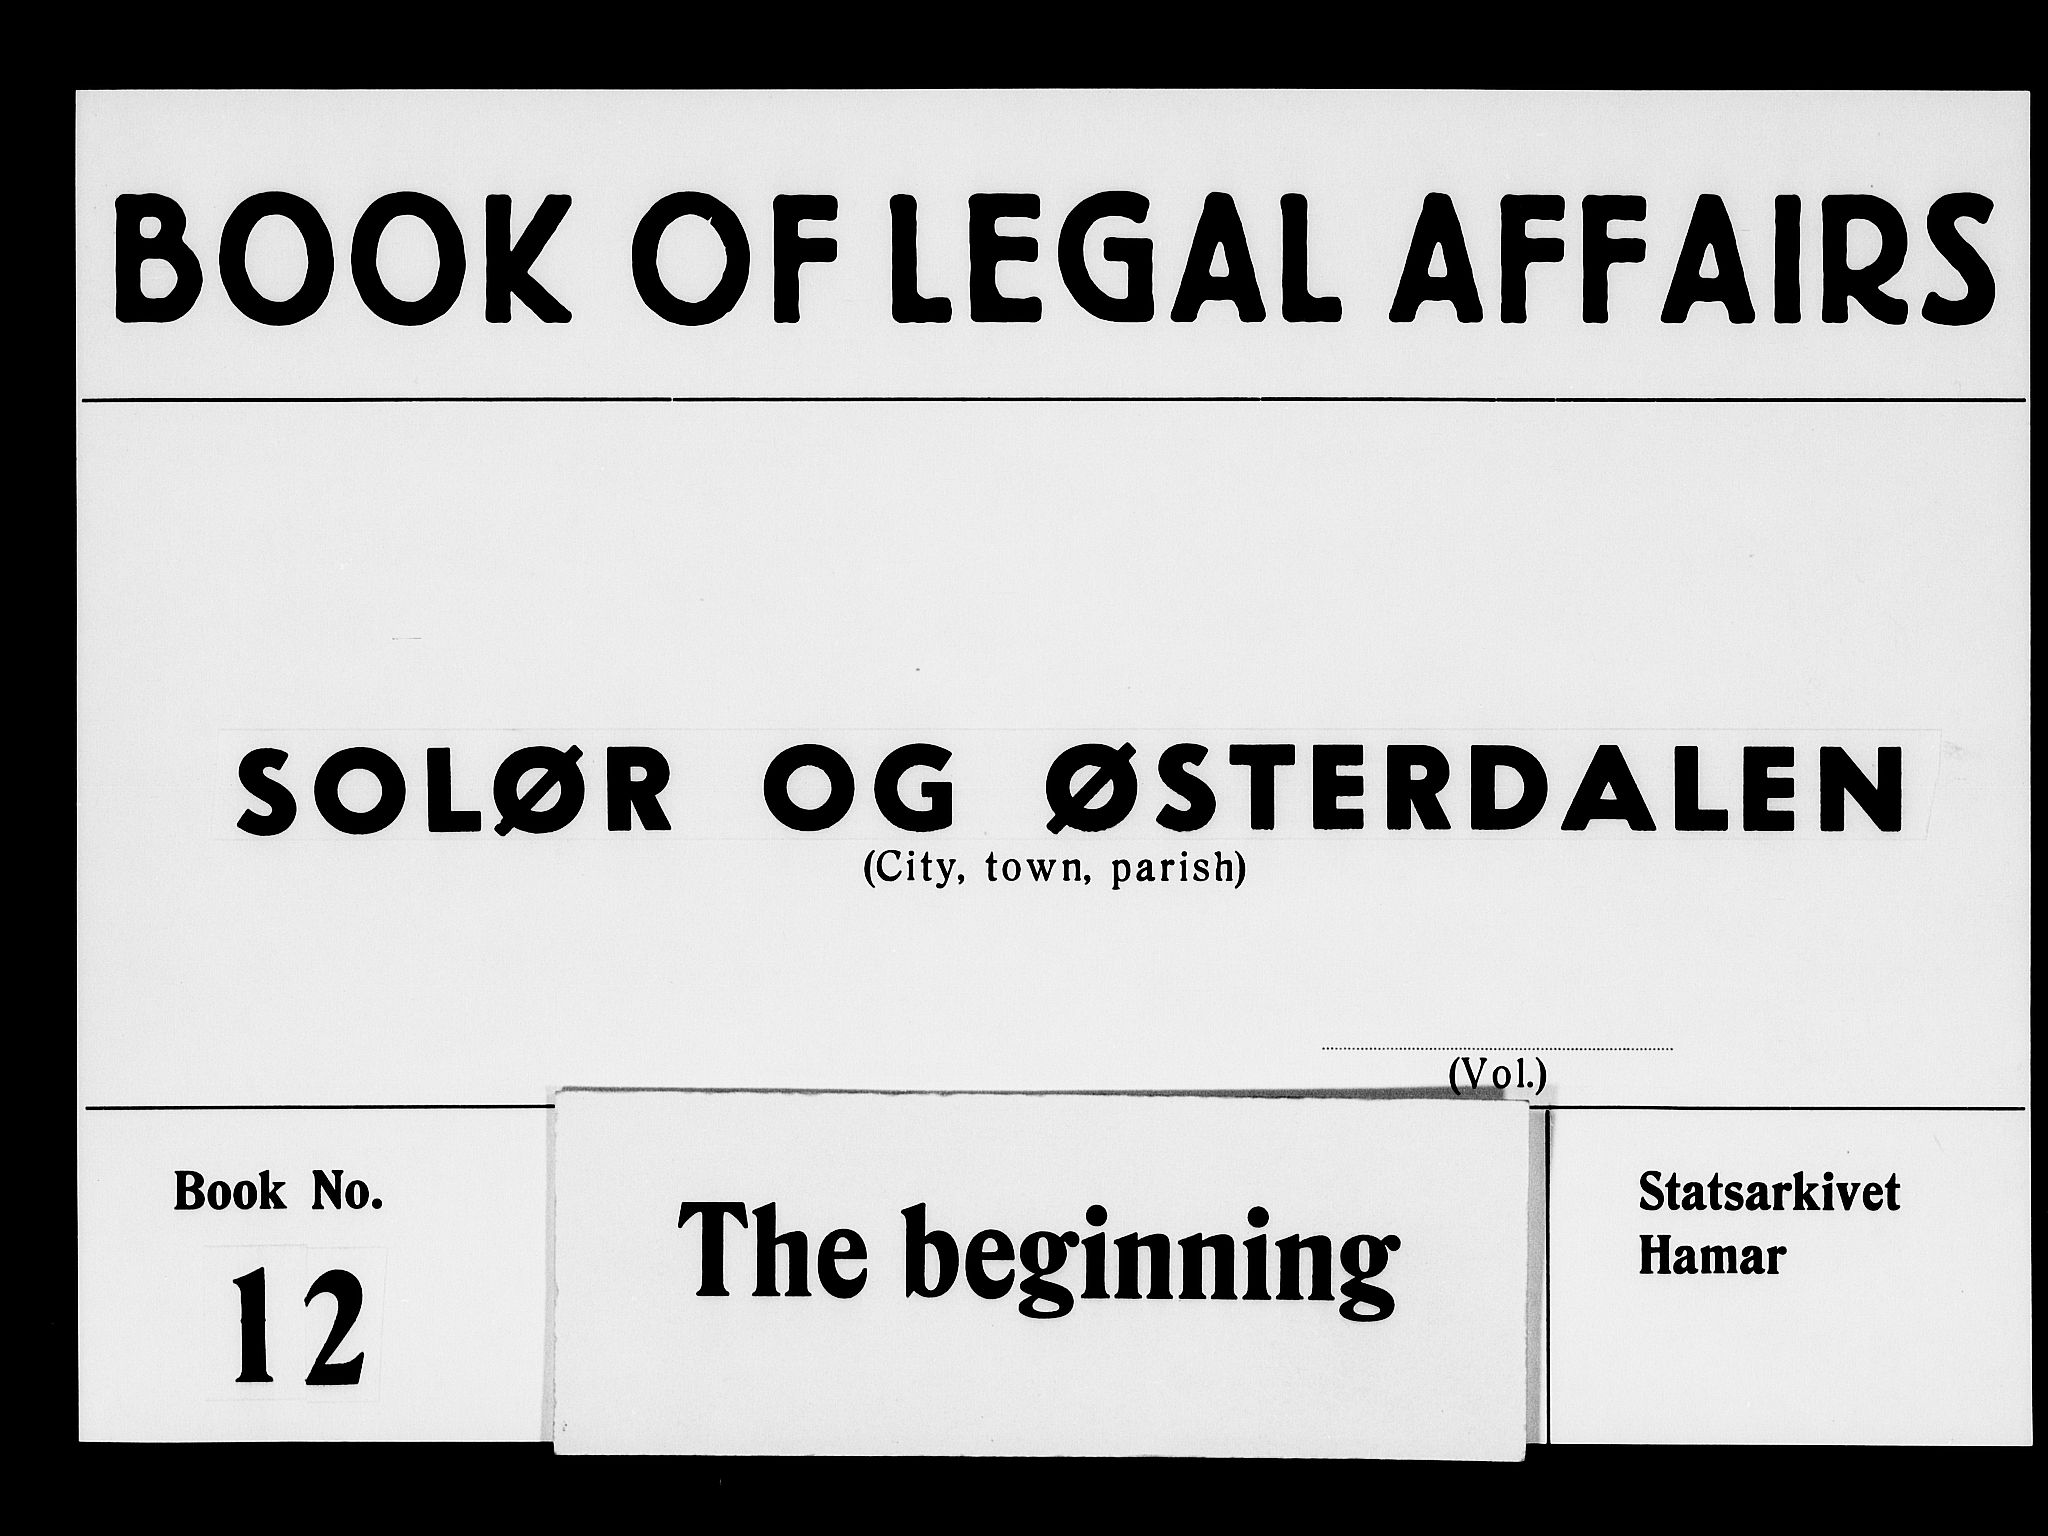 BOOK OF LEGAL AFFAIRS
SOLØR OG ØSTERDALEN
(City, town, parish)
(Vol.)
Book No.
12
The beginning
Statsarkivet
Hamar